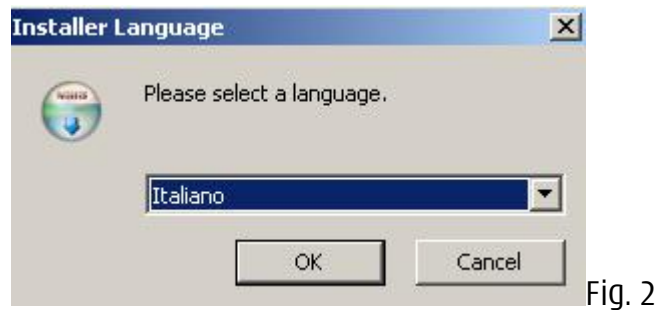 Installer Language
Please select a language.
Italiano
OK Cancel
Fig. 2